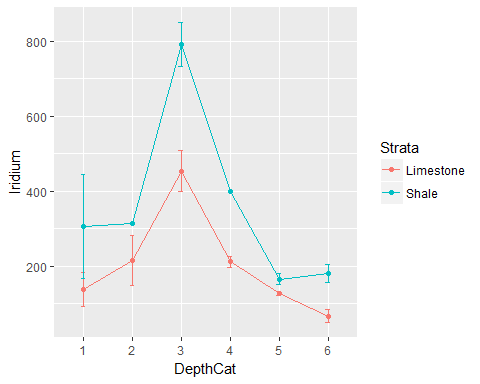 800
600
400
200
Iridium
1 2 3 4 5 6
DepthCat
Strata
Limestone
Shale